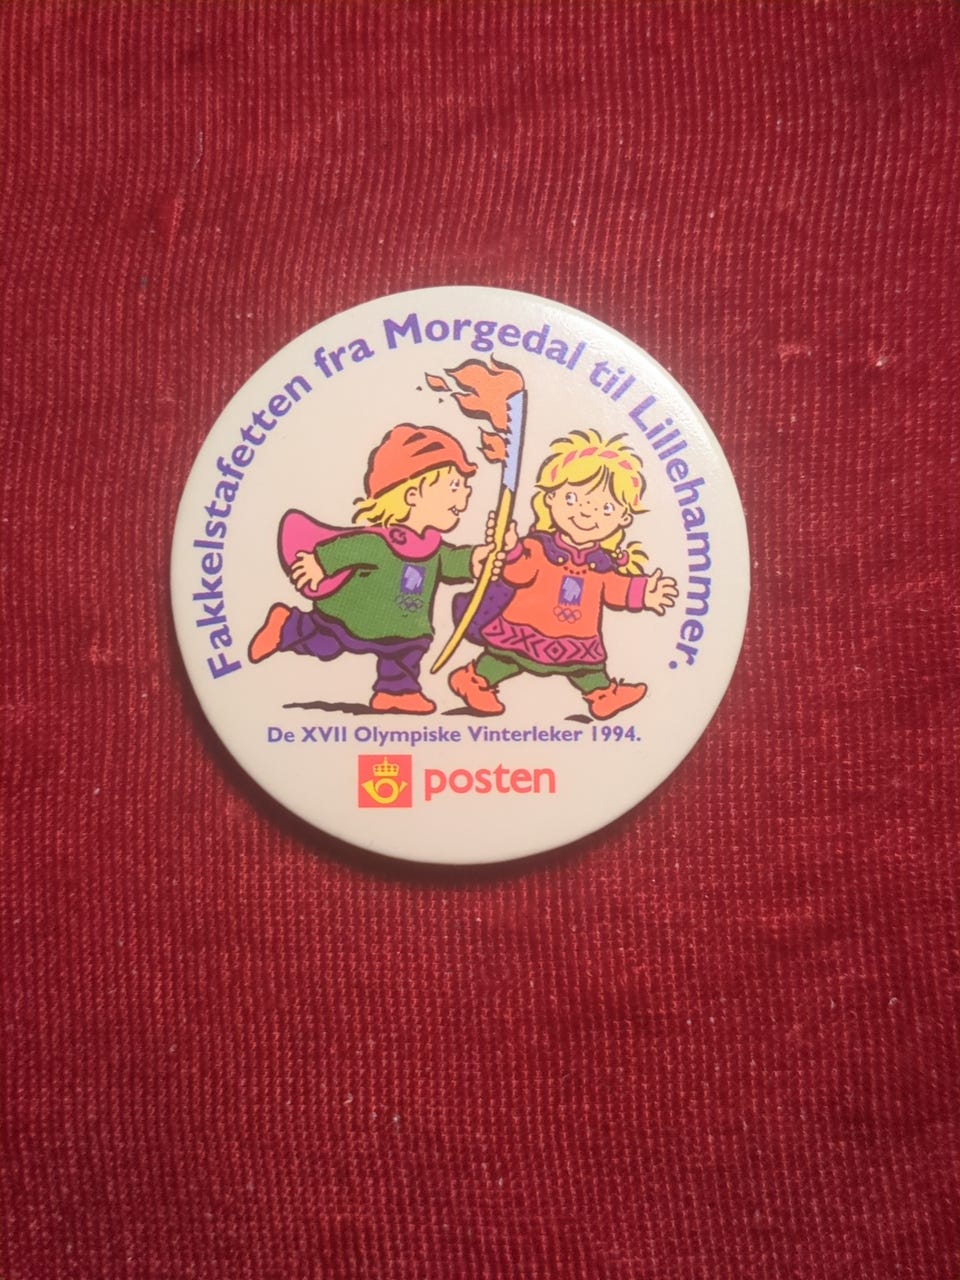 Fakkelstafetten fra Morgedal til Lillehammer.
De XVII Olympiske Vinterleker 1994.
posten